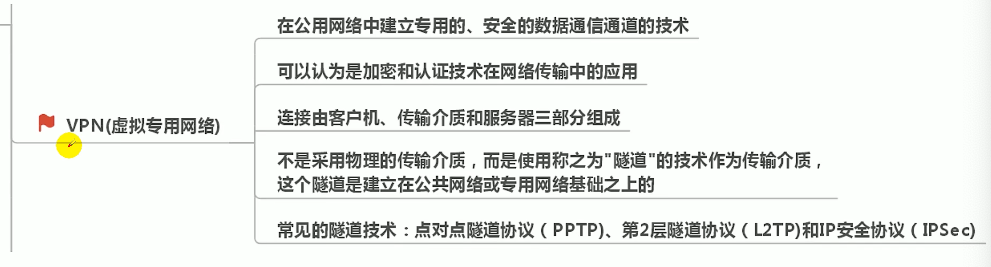 在公用网络中建立专用的、安全的数据通信通道的技术
可以认为是加密和认证技术在网络传输中的应用
VPN(虚拟专用网络)
连接由客户机、传输介质和服务器三部分组成
不是采用物理的传输介质，而是使用称之为"隧道"的技术作为传输介质，
这个隧道是建立在公共网络或专用网络基础之上的
常见的隧道技术：点对点隧道协议（PPTP)、第2层隧道协议（L2TP)和IP安全协议（IPSec)